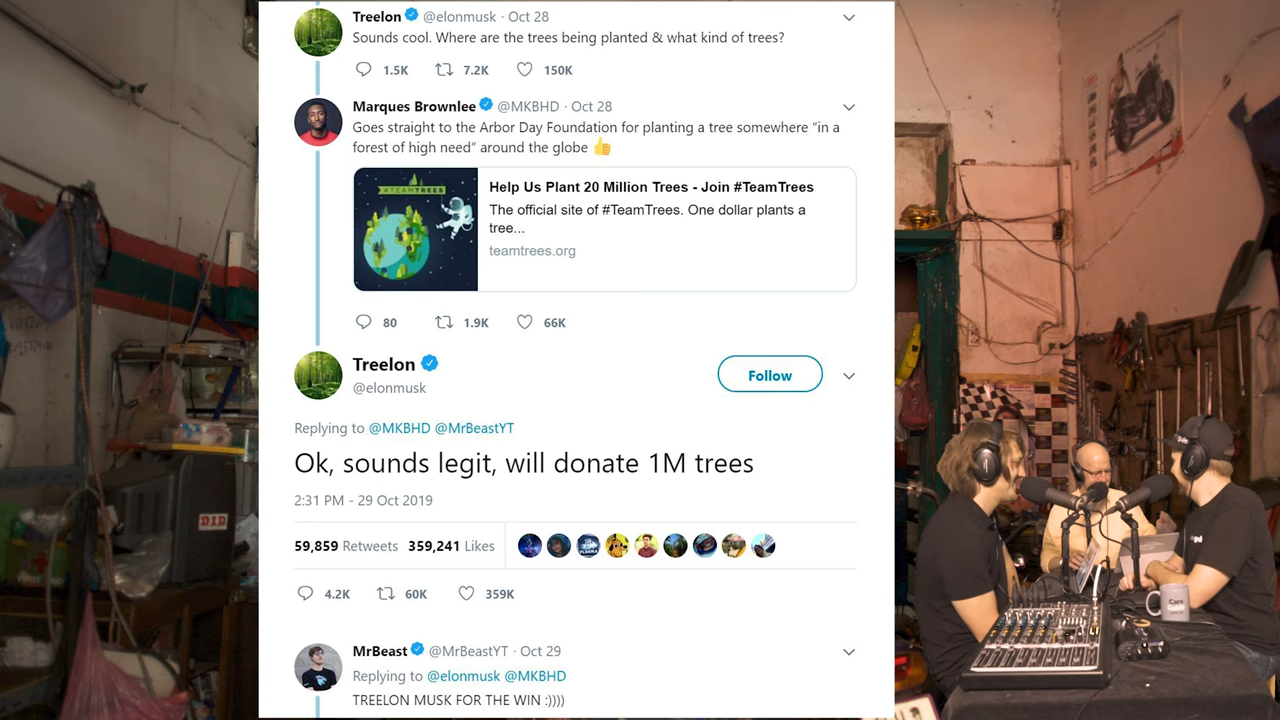 Treelon @elonmusk · Oct 28
Sounds cool. Where are the trees being planted & what kind of trees?
1.5K 7.2K 150K
Marques Brownlee @MKBHD · Oct 28
Goes straight to the Arbor Day Foundation for planting a tree somewhere “in a
forest of high need” around the globe 👍
#TEAMTREES
Help Us Plant 20 Million Trees - Join #TeamTrees
The official site of #TeamTrees. One dollar plants a
tree...
teamtrees.org
80 1.9K 66K
Treelon
@elonmusk
Follow
Replying to @MKBHD @MrBeastYT
Ok, sounds legit, will donate 1M trees
2:31 PM - 29 Oct 2019
59,859 Retweets 359,241 Likes
4.2K 60K 359K
MrBeast @MrBeastYT · Oct 29
Replying to @elonmusk @MKBHD
TREELON MUSK FOR THE WIN :))))
D.I.D
Cars